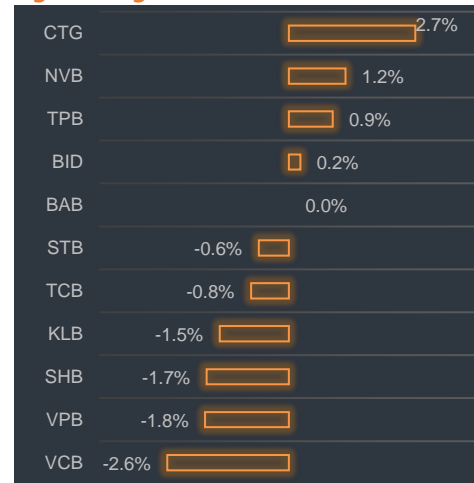 CTG 2.7%
NVB 1.2%
TPB 0.9%
BID 0.2%
BAB 0.0%
STB -0.6%
TCB -0.8%
KLB -1.5%
SHB -1.7%
VPB -1.8%
VCB -2.6%